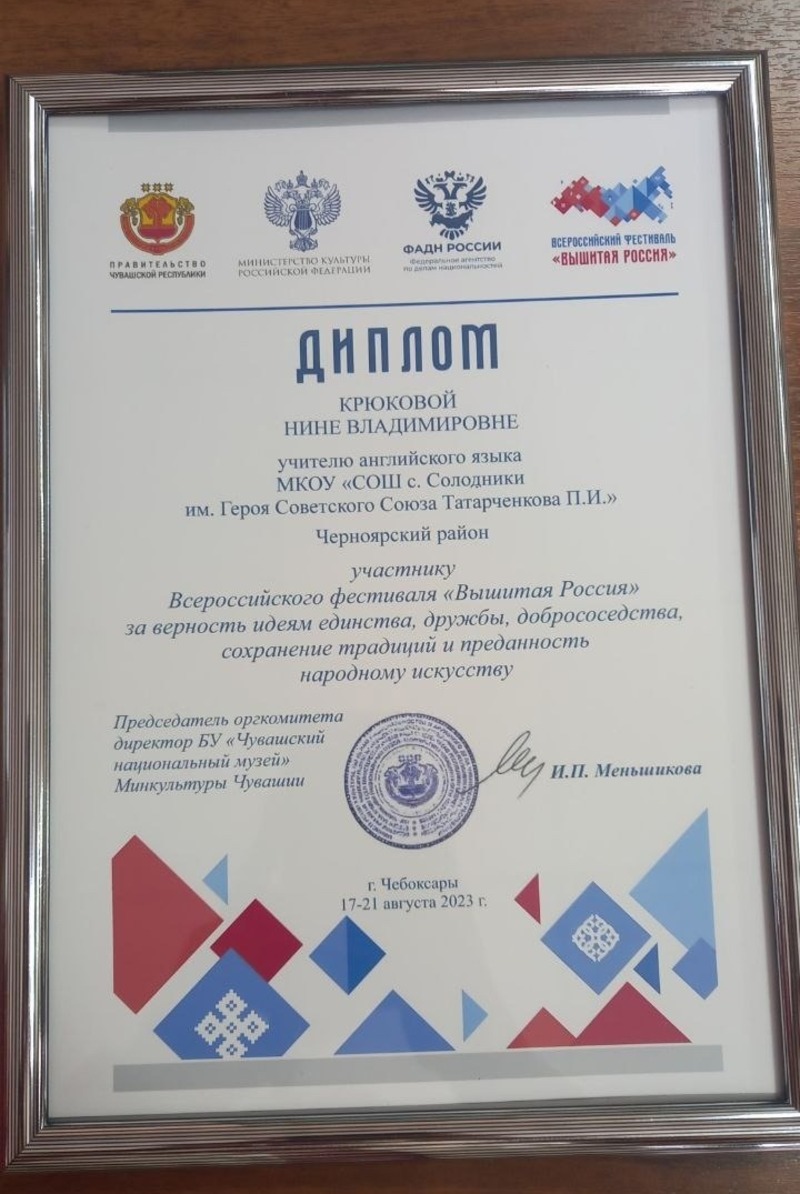 ПРАВИТЕЛЬСТВО
ЧУВАШСКОЙ РЕСПУБЛИКИ
МИНИСТЕРСТВО КУЛЬТУРЫ
РОССИЙСКОЙ ФЕДЕРАЦИИ
ФАДН РОССИИ
Федеральное агентство
по делам национальностей
ВСЕРОССИЙСКИЙ ФЕСТИВАЛЬ
«ВЫШИТАЯ РОССИЯ»
ДИПЛОМ
КРЮКОВОЙ
НИНЕ ВЛАДИМИРОВНЕ
учителю английского языка
МКОУ «СОШ с. Солодники
им. Героя Советского Союза Татарченкова П.И.»
Черноярский район
участнику
Всероссийского фестиваля «Вышитая Россия»
за верность идеям единства, дружбы, добрососедства,
сохранение традиций и преданность
народному искусству
Председатель оргкомитета
директор БУ «Чувашский
национальный музей»
Минкультуры Чувашии
И.П. Меньшикова
г. Чебоксары
17-21 августа 2023 г.